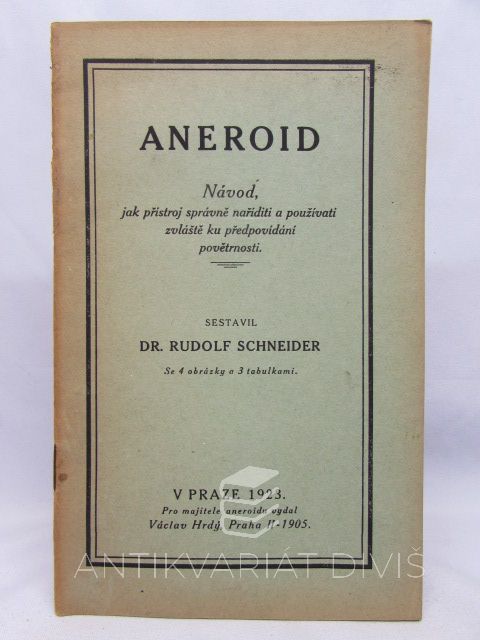 ANEROID
Návod,
jak přístroj správně naříditi a používati
zvláště ku předpovídání
povětrnosti.
SESTAVIL
DR. RUDOLF SCHNEIDER
Se 4 obrázky a 3 tabulkami.
V PRAZE 1923.
Pro majitele aneroidu vydal
Václav Hrdý, Praha II-1905.
ANTIKVARIÁT DIVIŠ